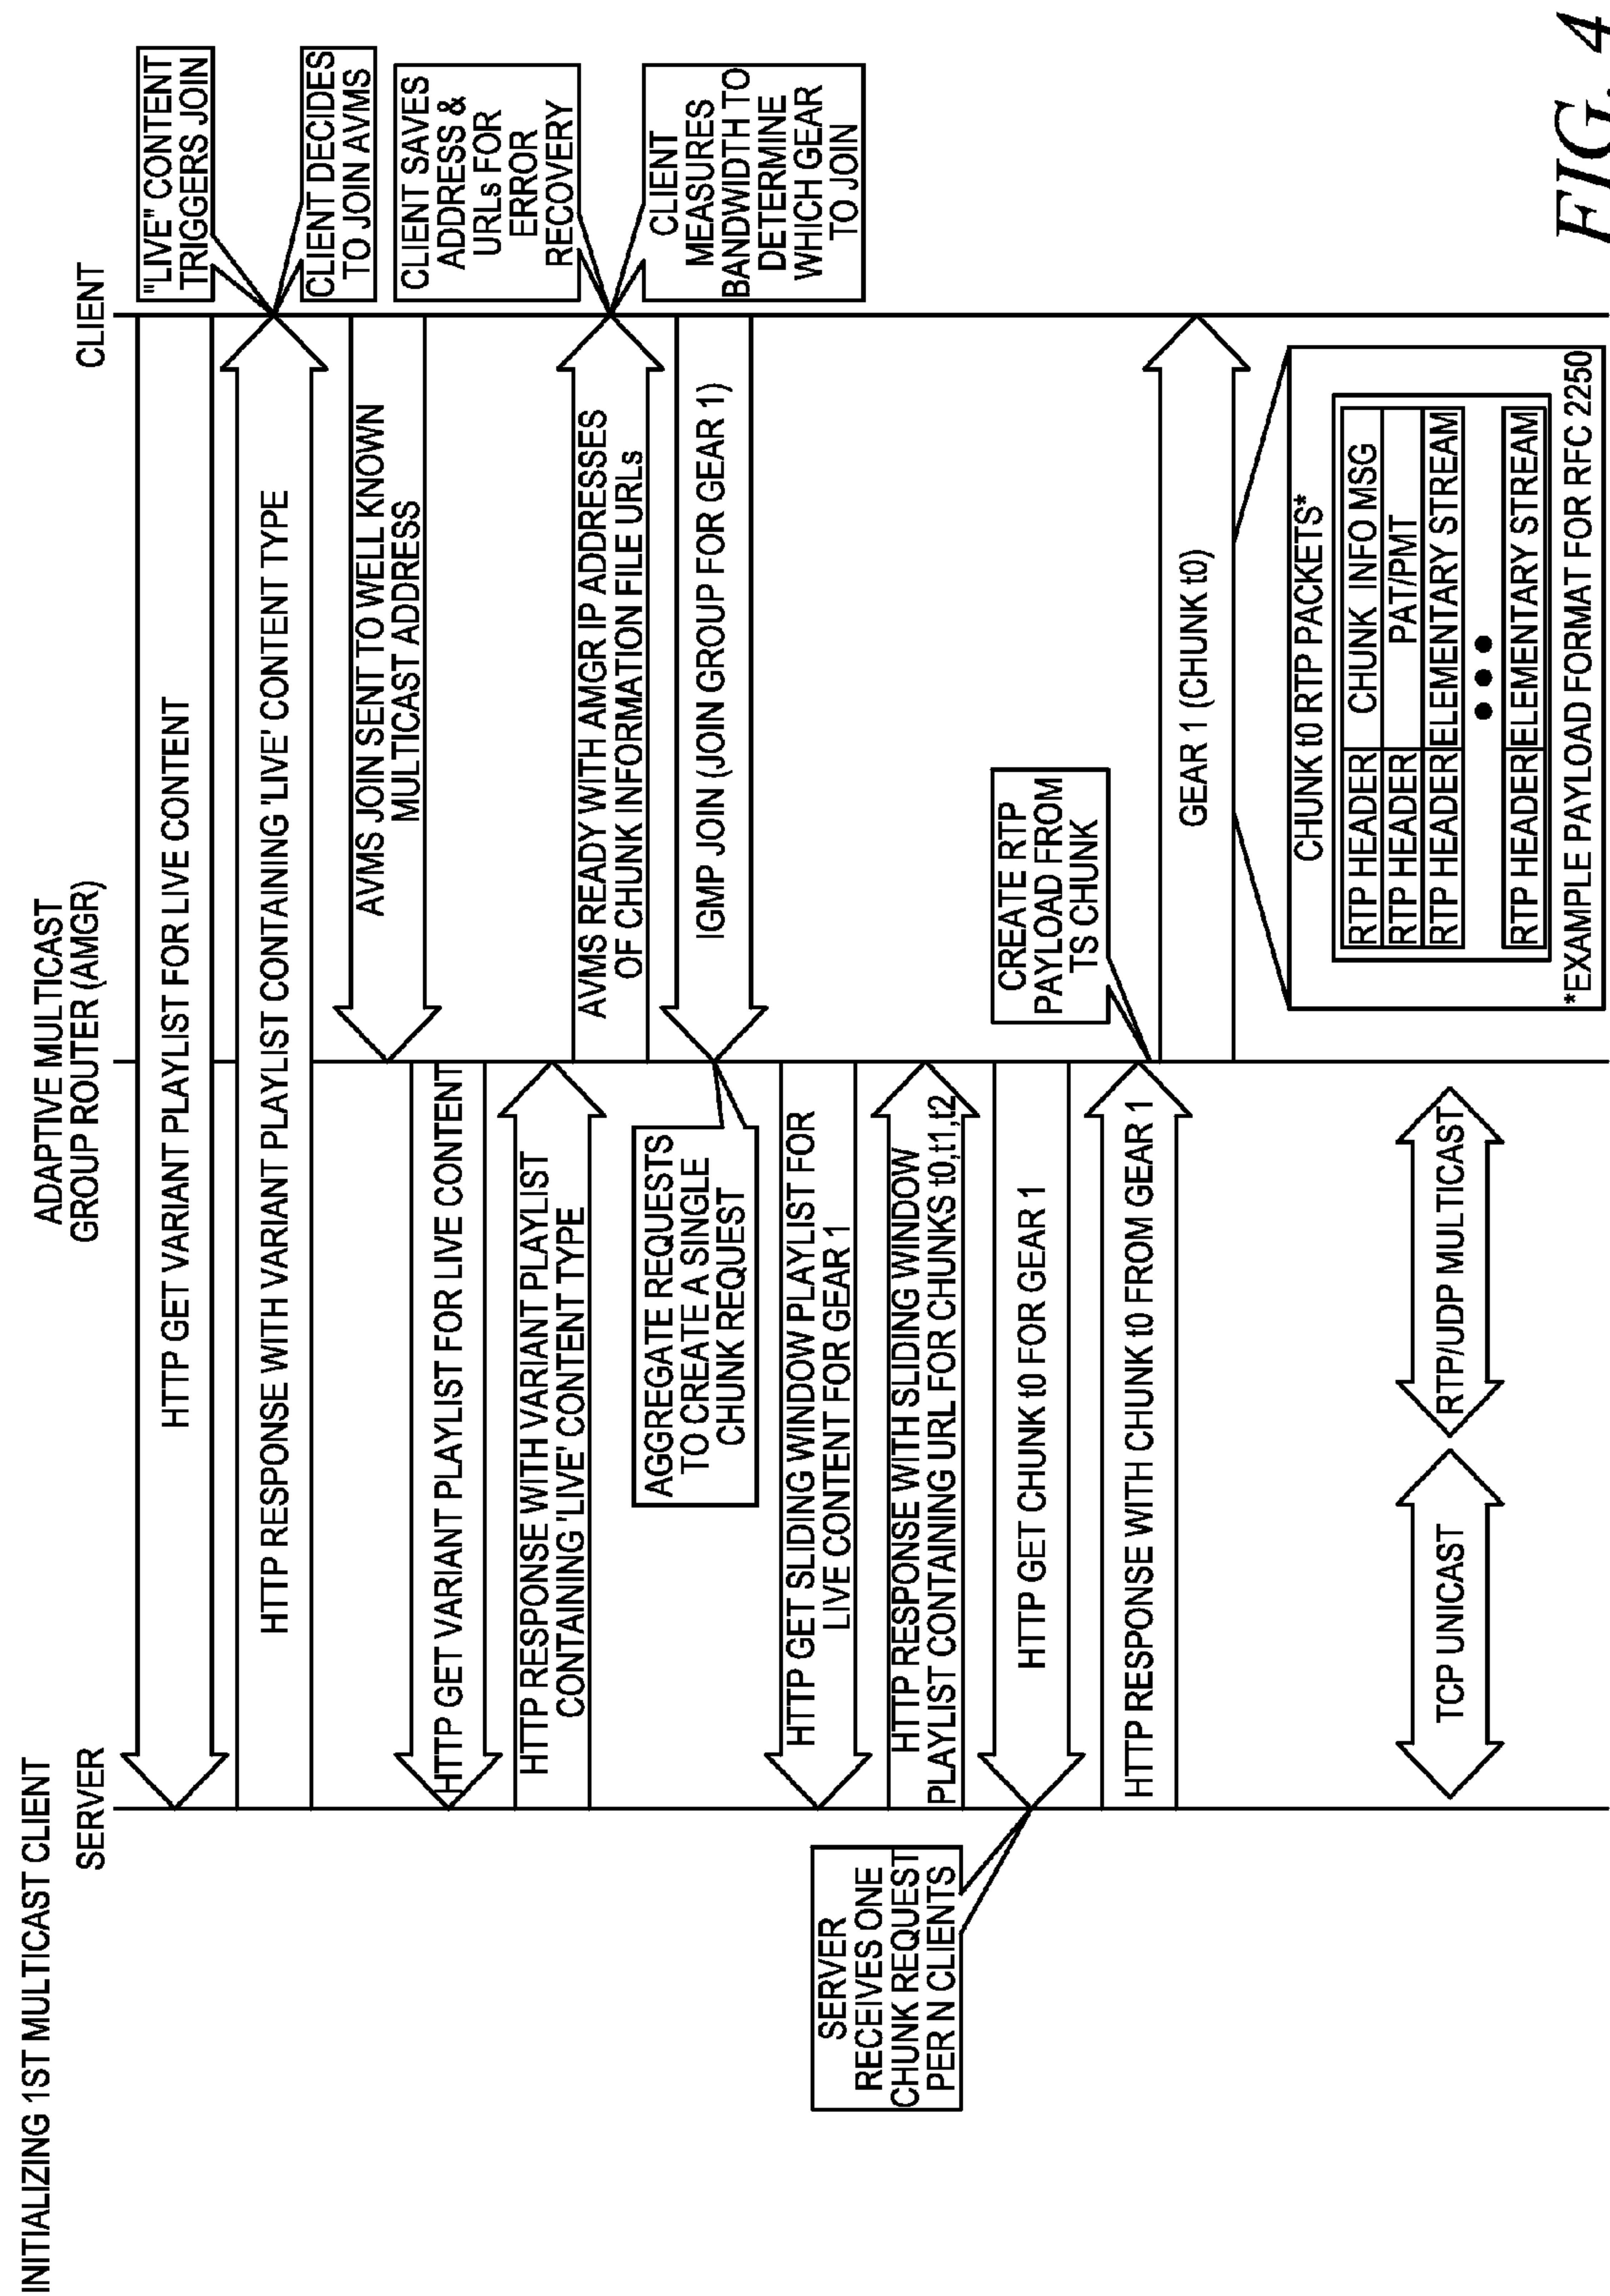 INITIALIZING 1ST MULTICAST CLIENT
SERVER
ADAPTIVE MULTICAST
GROUP ROUTER (AMGR)
CLIENT
HTTP GET VARIANT PLAYLIST FOR LIVE CONTENT
"LIVE" CONTENT
TRIGGERS JOIN
HTTP RESPONSE WITH VARIANT PLAYLIST CONTAINING 'LIVE' CONTENT TYPE
CLIENT DECIDES
TO JOIN AVMS
AVMS JOIN SENT TO WELL KNOWN
MULTICAST ADDRESS
HTTP GET VARIANT PLAYLIST FOR LIVE CONTENT
CLIENT SAVES
ADDRESS &
URLs FOR
ERROR
RECOVERY
HTTP RESPONSE WITH VARIANT PLAYLIST
CONTAINING 'LIVE' CONTENT TYPE
AVMS READY WITH AMGR IP ADDRESSES
OF CHUNK INFORMATION FILE URLs
CLIENT
MEASURES
BANDWIDTH TO
DETERMINE
WHICH GEAR
TO JOIN
AGGREGATE REQUESTS
TO CREATE A SINGLE
CHUNK REQUEST
IGMP JOIN (JOIN GROUP FOR GEAR 1)
HTTP GET SLIDING WINDOW PLAYLIST FOR
LIVE CONTENT FOR GEAR 1
HTTP RESPONSE WITH SLIDING WINDOW
PLAYLIST CONTAINING URL FOR CHUNKS t0,t1,t2
SERVER
RECEIVES ONE
CHUNK REQUEST
PER N CLIENTS
HTTP GET CHUNK t0 FOR GEAR 1
CREATE RTP
PAYLOAD FROM
TS CHUNK
HTTP RESPONSE WITH CHUNK t0 FROM GEAR 1
GEAR 1 (CHUNK t0)
CHUNK t0 RTP PACKETS*
RTP HEADER CHUNK INFO MSG
RTP HEADER PAT/PMT
RTP HEADER ELEMENTARY STREAM
RTP HEADER ELEMENTARY STREAM
*EXAMPLE PAYLOAD FORMAT FOR RFC 2250
TCP UNICAST
RTP/UDP MULTICAST
FIG. 4